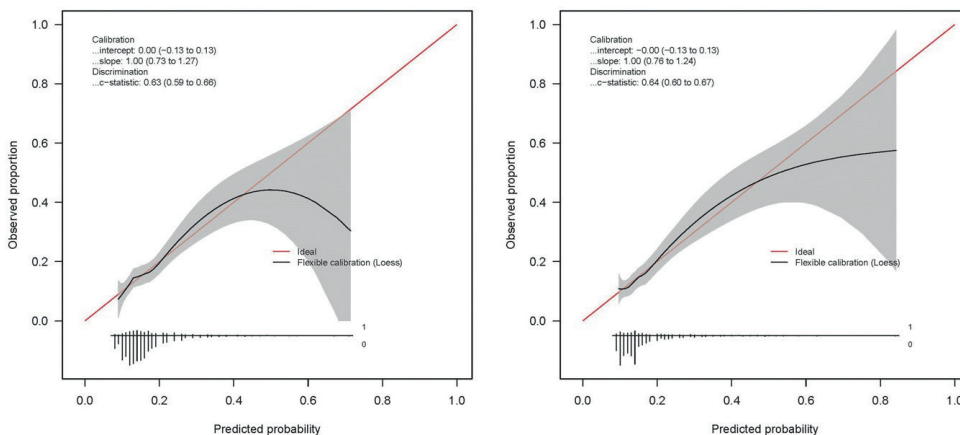 1.0
Calibration
...intercept: 0.00 (−0.13 to 0.13)
...slope: 1.00 (0.73 to 1.27)
Discrimination
...c−statistic: 0.63 (0.59 to 0.66)
0.8
0.6
0.4
0.2
0.0
Observed proportion
Ideal
Flexible calibration (Loess)
1
0
0.0 0.2 0.4 0.6 0.8 1.0
Predicted probability
1.0
Calibration
...intercept: −0.00 (−0.13 to 0.13)
...slope: 1.00 (0.76 to 1.24)
Discrimination
...c−statistic: 0.64 (0.60 to 0.67)
0.8
0.6
0.4
0.2
0.0
Observed proportion
Ideal
Flexible calibration (Loess)
1
0
0.0 0.2 0.4 0.6 0.8 1.0
Predicted probability